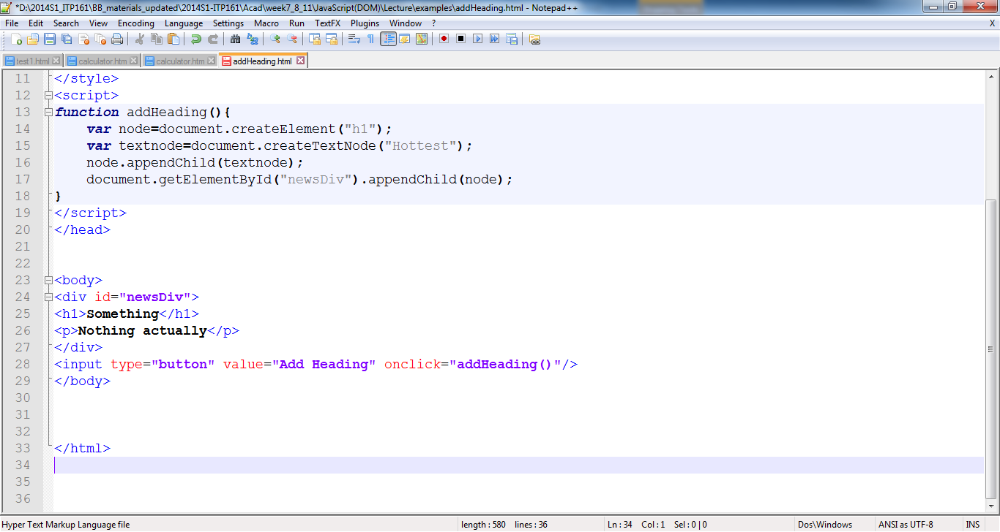 *D:\2014S1_ITP161\BB_materials_updated\2014S1-ITP161\Acad\week7_8_11\JavaScript(DOM)\Lecture\examples\addHeading.html - Notepad++
File Edit Search View Encoding Language Settings Macro Run TextFX Plugins Window ? X
test1.html calculator.htm calculator.htm addHeading.html
11 </style>
12 <script>
13 function addHeading(){
14 var node=document.createElement("h1");
15 var textnode=document.createTextNode("Hottest");
16 node.appendChild(textnode);
17 document.getElementById("newsDiv").appendChild(node);
18 }
19 </script>
20 </head>
21
22
23 <body>
24 <div id="newsDiv">
25 <h1>Something</h1>
26 <p>Nothing actually</p>
27 </div>
28 <input type="button" value="Add Heading" onclick="addHeading()"/>
29 </body>
30
31
32
33 </html>
34
35
36
Hyper Text Markup Language file length : 580 lines : 36 Ln : 34 Col : 1 Sel : 0 | 0 Dos\Windows ANSI as UTF-8 INS